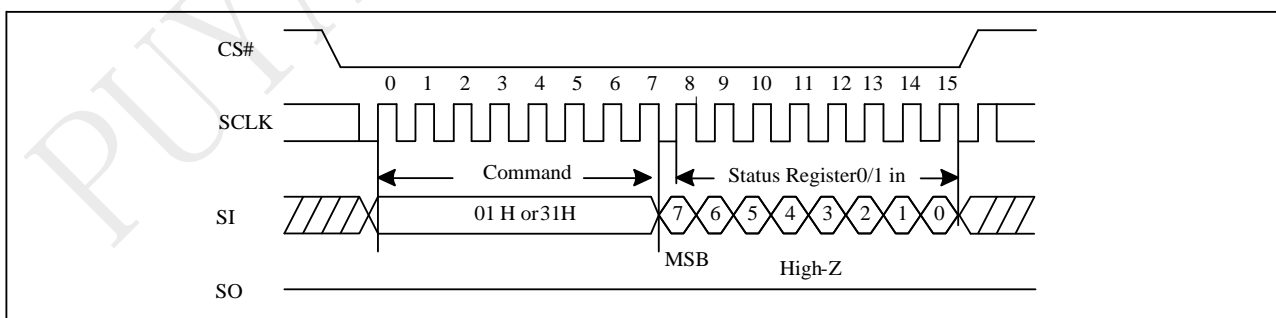 PUYA
CS#
0 1 2 3 4 5 6 7 8 9 10 11 12 13 14 15
SCLK
Command
Status Register0/1 in
SI
01 H or31H
7 6 5 4 3 2 1 0
MSB
High-Z
SO